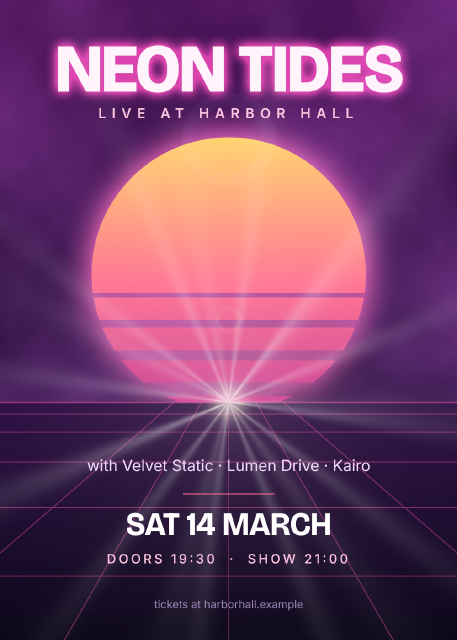 NEON TIDES
LIVE AT HARBOR HALL
with Velvet Static · Lumen Drive · Kairo
SAT 14 MARCH
DOORS 19:30 · SHOW 21:00
tickets at harborhall.example